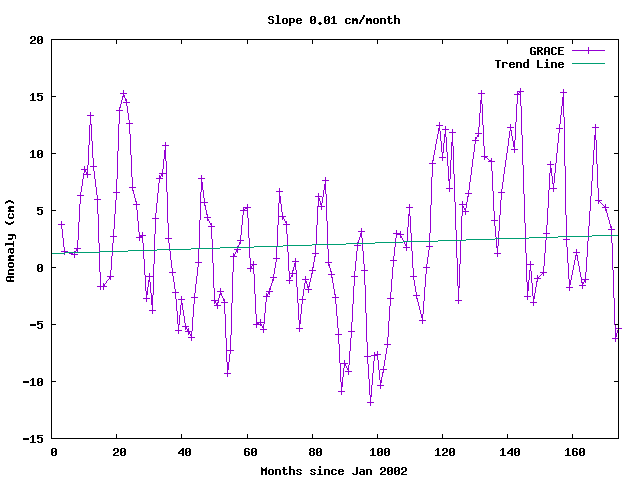 Slope 0.01 cm/month
GRACE
Trend Line
20
15
10
5
0
-5
-10
-15
Anomaly (cm)
0 20 40 60 80 100 120 140 160
Months since Jan 2002